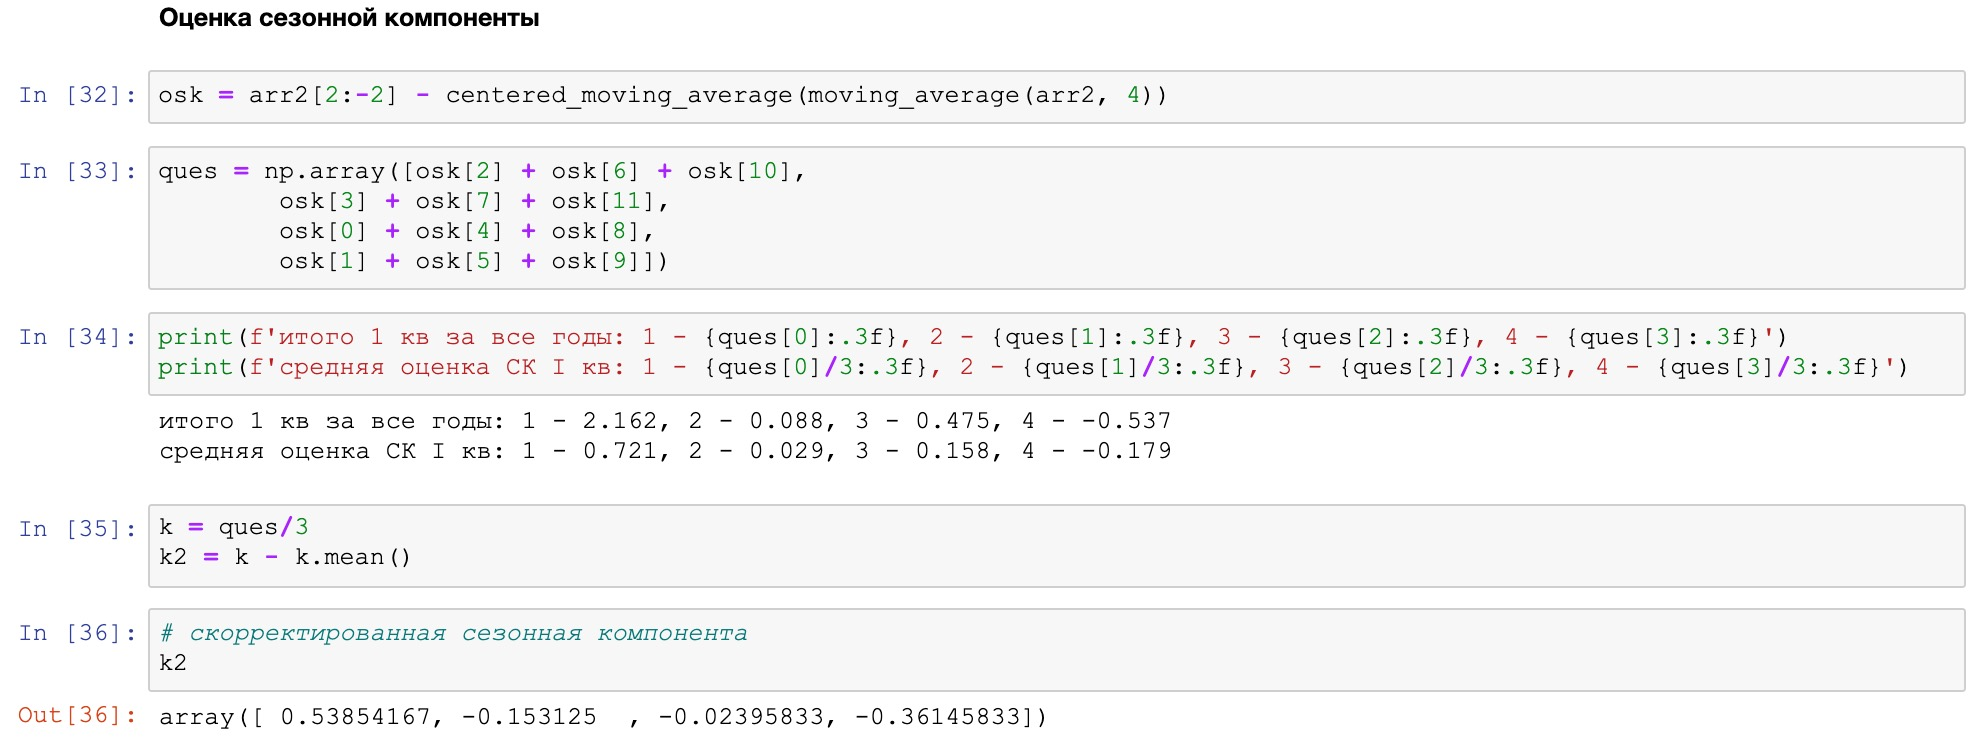 Оценка сезонной компоненты
In [32]: osk = arr2[2:-2] - centered_moving_average(moving_average(arr2, 4))
In [33]: ques = np.array([osk[2] + osk[6] + osk[10],
osk[3] + osk[7] + osk[11],
osk[0] + osk[4] + osk[8],
osk[1] + osk[5] + osk[9]])
In [34]: print(f'итого 1 кв за все годы: 1 - {ques[0]:.3f}, 2 - {ques[1]:.3f}, 3 - {ques[2]:.3f}, 4 - {ques[3]:.3f}')
print(f'средняя оценка СК I кв: 1 - {ques[0]/3:.3f}, 2 - {ques[1]/3:.3f}, 3 - {ques[2]/3:.3f}, 4 - {ques[3]/3:.3f}')
итого 1 кв за все годы: 1 - 2.162, 2 - 0.088, 3 - 0.475, 4 - -0.537
средняя оценка СК I кв: 1 - 0.721, 2 - 0.029, 3 - 0.158, 4 - -0.179
In [35]: k = ques/3
k2 = k - k.mean()
In [36]: # скорректированная сезонная компонента
k2
Out[36]: array([ 0.53854167, -0.153125  , -0.02395833, -0.36145833])